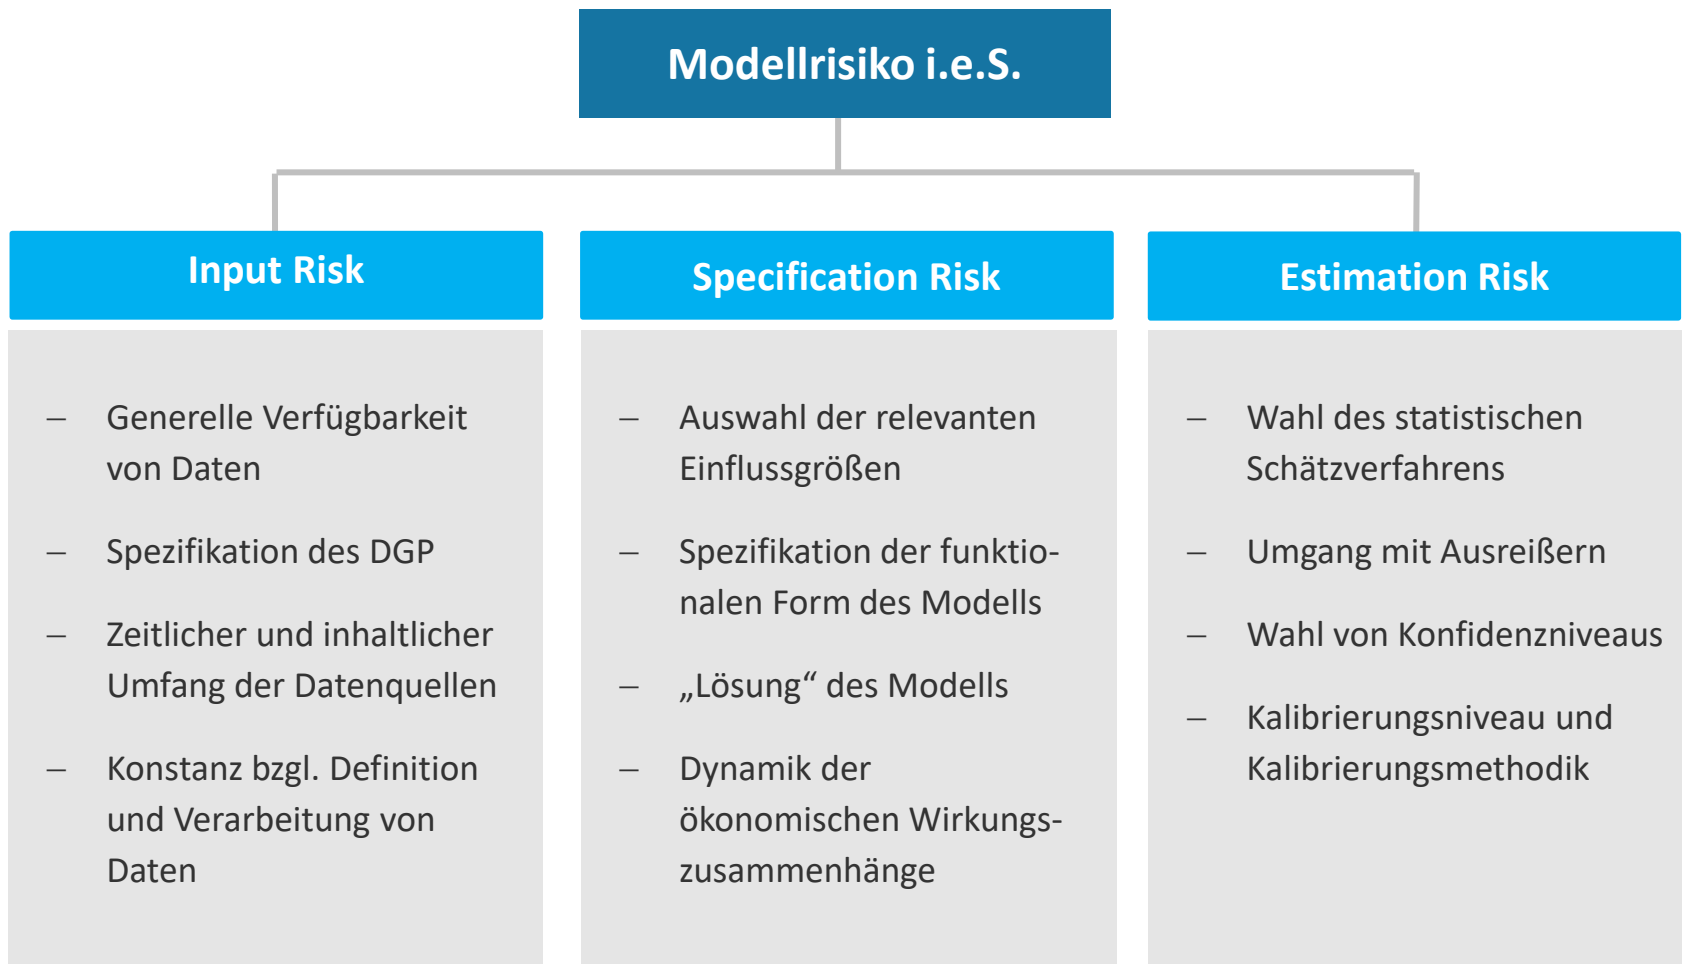 Modellrisiko i.e.S.
Input Risk
– Generelle Verfügbarkeit
von Daten
– Spezifikation des DGP
– Zeitlicher und inhaltlicher
Umfang der Datenquellen
– Konstanz bzgl. Definition
und Verarbeitung von
Daten
Specification Risk
– Auswahl der relevanten
Einflussgrößen
– Spezifikation der funktio-
nalen Form des Modells
– „Lösung“ des Modells
– Dynamik der
ökonomischen Wirkungs-
zusammenhänge
Estimation Risk
– Wahl des statistischen
Schätzverfahrens
– Umgang mit Ausreißern
– Wahl von Konfidenzniveaus
– Kalibrierungsniveau und
Kalibrierungsmethodik